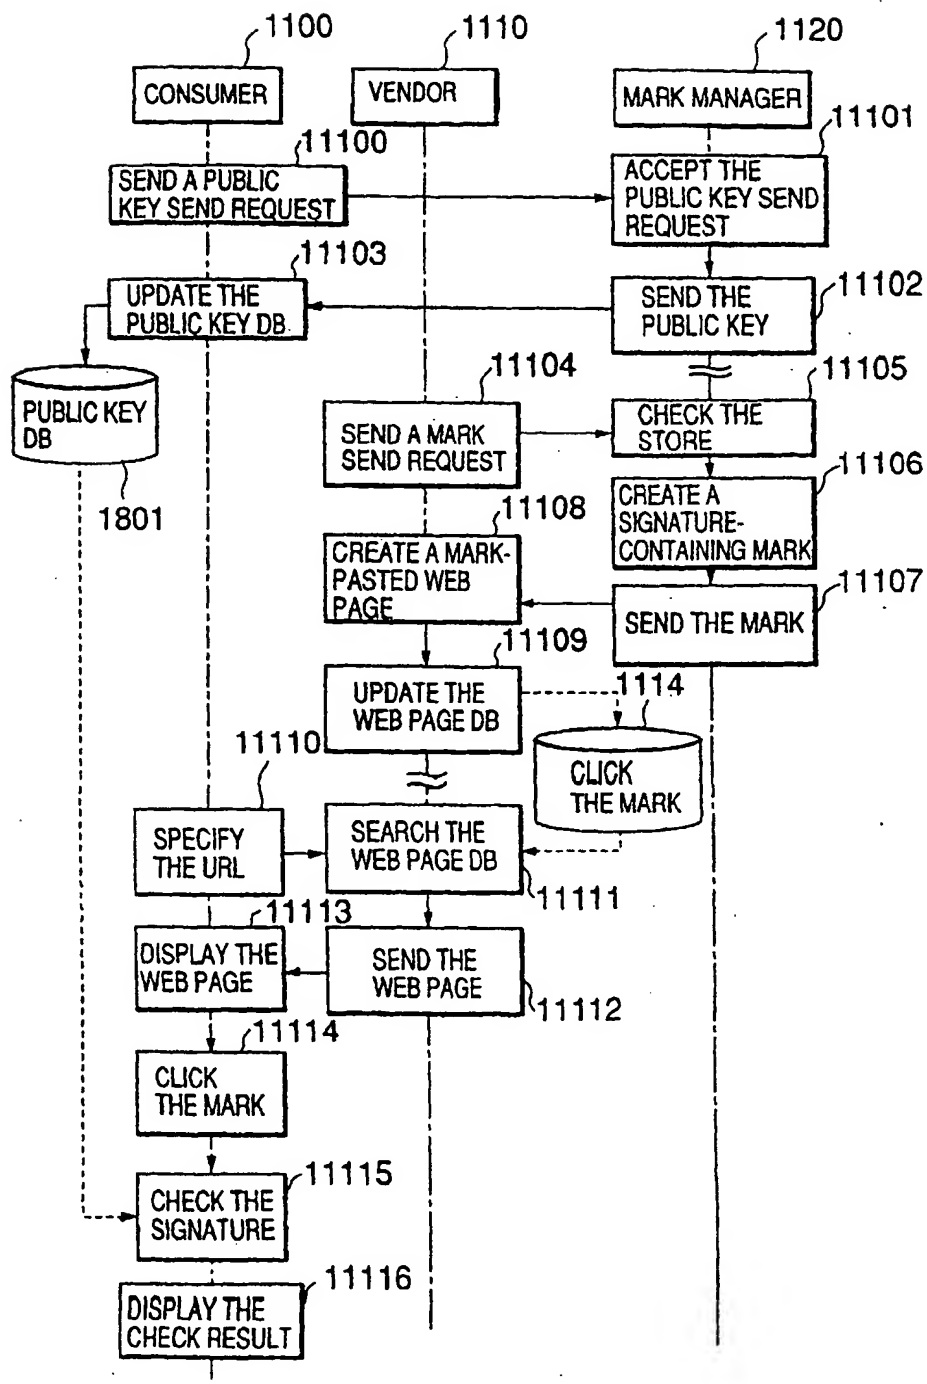 1100
1110
1120
CONSUMER
VENDOR
MARK MANAGER
11100
11101
SEND A PUBLIC
KEY SEND REQUEST
ACCEPT THE
PUBLIC KEY SEND
REQUEST
11103
11102
UPDATE THE
PUBLIC KEY DB
SEND THE
PUBLIC KEY
PUBLIC KEY
DB
1801
11104
11105
SEND A MARK
SEND REQUEST
CHECK THE
STORE
11106
CREATE A
SIGNATURE-
CONTAINING MARK
11108
CREATE A MARK-
PASTED WEB
PAGE
11107
SEND THE MARK
11109
UPDATE THE
WEB PAGE DB
1114
CLICK
THE MARK
11110
SPECIFY
THE URL
SEARCH THE
WEB PAGE DB
11111
11113
DISPLAY THE
WEB PAGE
SEND THE
WEB PAGE
11112
11114
CLICK
THE MARK
11115
CHECK THE
SIGNATURE
11116
DISPLAY THE
CHECK RESULT